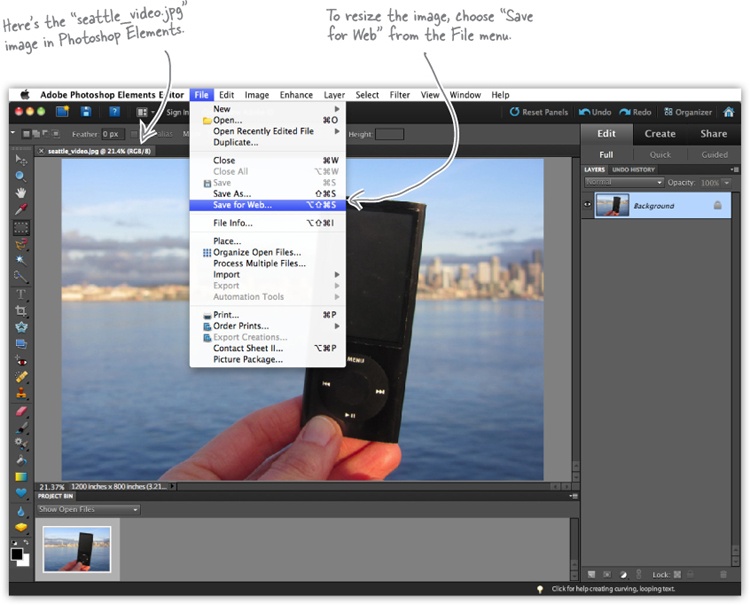 Here's the "seattle_video.jpg"
image in Photoshop Elements.
To resize the image, choose "Save
for Web" from the File menu.
Adobe Photoshop Elements Editor File Edit Image Enhance Layer Select Filter View Window Help
Sign In
Reset Panels Undo Redo Organizer
Feather 0 px
Height
Edit Create Share
Full Quick Guided
seattle_video.jpg @ 21.4% (RGB/8)
LAYERS UNDO HISTORY
Normal Opacity: 100%
Background
New
Open... ⌘O
Open Recently Edited File
Duplicate...
Close ⌘W
Close All ⌥⌘W
Save ⌘S
Save As... ⇧⌘S
Save for Web... ⌥⇧⌘S
File Info... ⌥⇧⌘I
Place...
Organize Open Files...
Process Multiple Files...
Import
Export
Automation Tools
Print... ⌘P
Order Prints...
Export Creations...
Contact Sheet II... ⌥⌘P
Picture Package...
MENU
21.37% 1200 inches x 800 inches (3.21...
PROJECT BIN
Show Open Files
Lock:
Click for help creating curving, looping text.